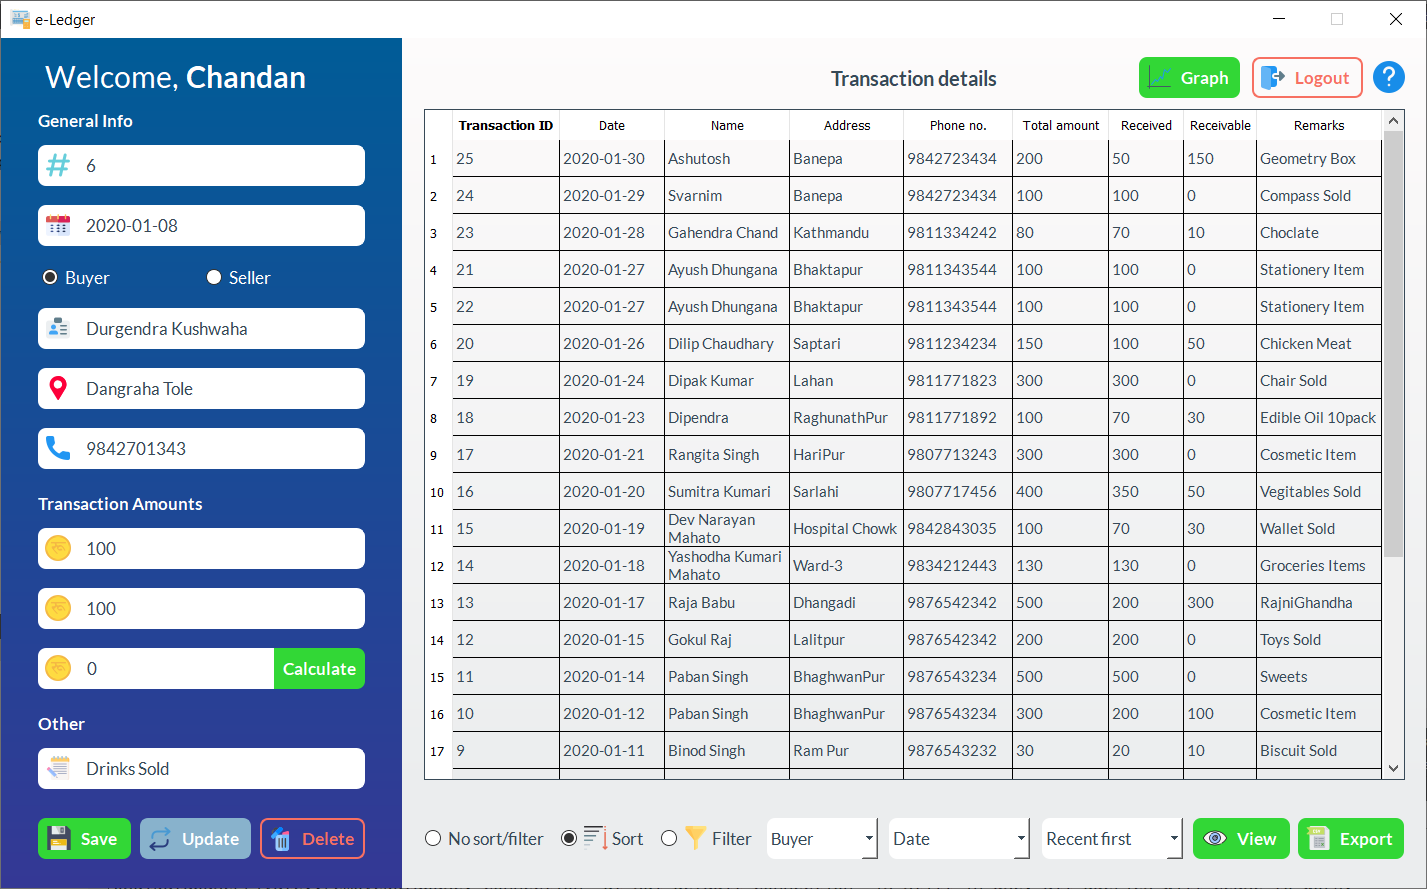 e-Ledger
Welcome, Chandan
General Info
6
2020-01-08
Buyer Seller
Durgendra Kushwaha
Dangraha Tole
9842701343
Transaction Amounts
100
100
0 Calculate
Other
Drinks Sold
Save Update Delete
Transaction details Graph Logout ?
Transaction ID Date Name Address Phone no. Total amount Received Receivable Remarks
1 25 2020-01-30 Ashutosh Banepa 9842723434 200 50 150 Geometry Box
2 24 2020-01-29 Svarnim Banepa 9842723434 100 100 0 Compass Sold
3 23 2020-01-28 Gahendra Chand Kathmandu 9811334242 80 70 10 Choclate
4 21 2020-01-27 Ayush Dhungana Bhaktapur 9811343544 100 100 0 Stationery Item
5 22 2020-01-27 Ayush Dhungana Bhaktapur 9811343544 100 100 0 Stationery Item
6 20 2020-01-26 Dilip Chaudhary Saptari 9811234234 150 100 50 Chicken Meat
7 19 2020-01-24 Dipak Kumar Lahan 9811771823 300 300 0 Chair Sold
8 18 2020-01-23 Dipendra RaghunathPur 9811771892 100 70 30 Edible Oil 10pack
9 17 2020-01-21 Rangita Singh HariPur 9807713243 300 300 0 Cosmetic Item
10 16 2020-01-20 Sumitra Kumari Sarlahi 9807717456 400 350 50 Vegitables Sold
11 15 2020-01-19 Dev Narayan Mahato Hospital Chowk 9842843035 100 70 30 Wallet Sold
12 14 2020-01-18 Yashodha Kumari Mahato Ward-3 9834212443 130 130 0 Groceries Items
13 13 2020-01-17 Raja Babu Dhangadi 9876542342 500 200 300 RajniGhandha
14 12 2020-01-15 Gokul Raj Lalitpur 9876542342 200 200 0 Toys Sold
15 11 2020-01-14 Paban Singh BhaghwanPur 9876543234 500 500 0 Sweets
16 10 2020-01-12 Paban Singh BhaghwanPur 9876543234 300 200 100 Cosmetic Item
17 9 2020-01-11 Binod Singh Ram Pur 9876543232 30 20 10 Biscuit Sold
No sort/filter Sort Filter Buyer Date Recent first View Export